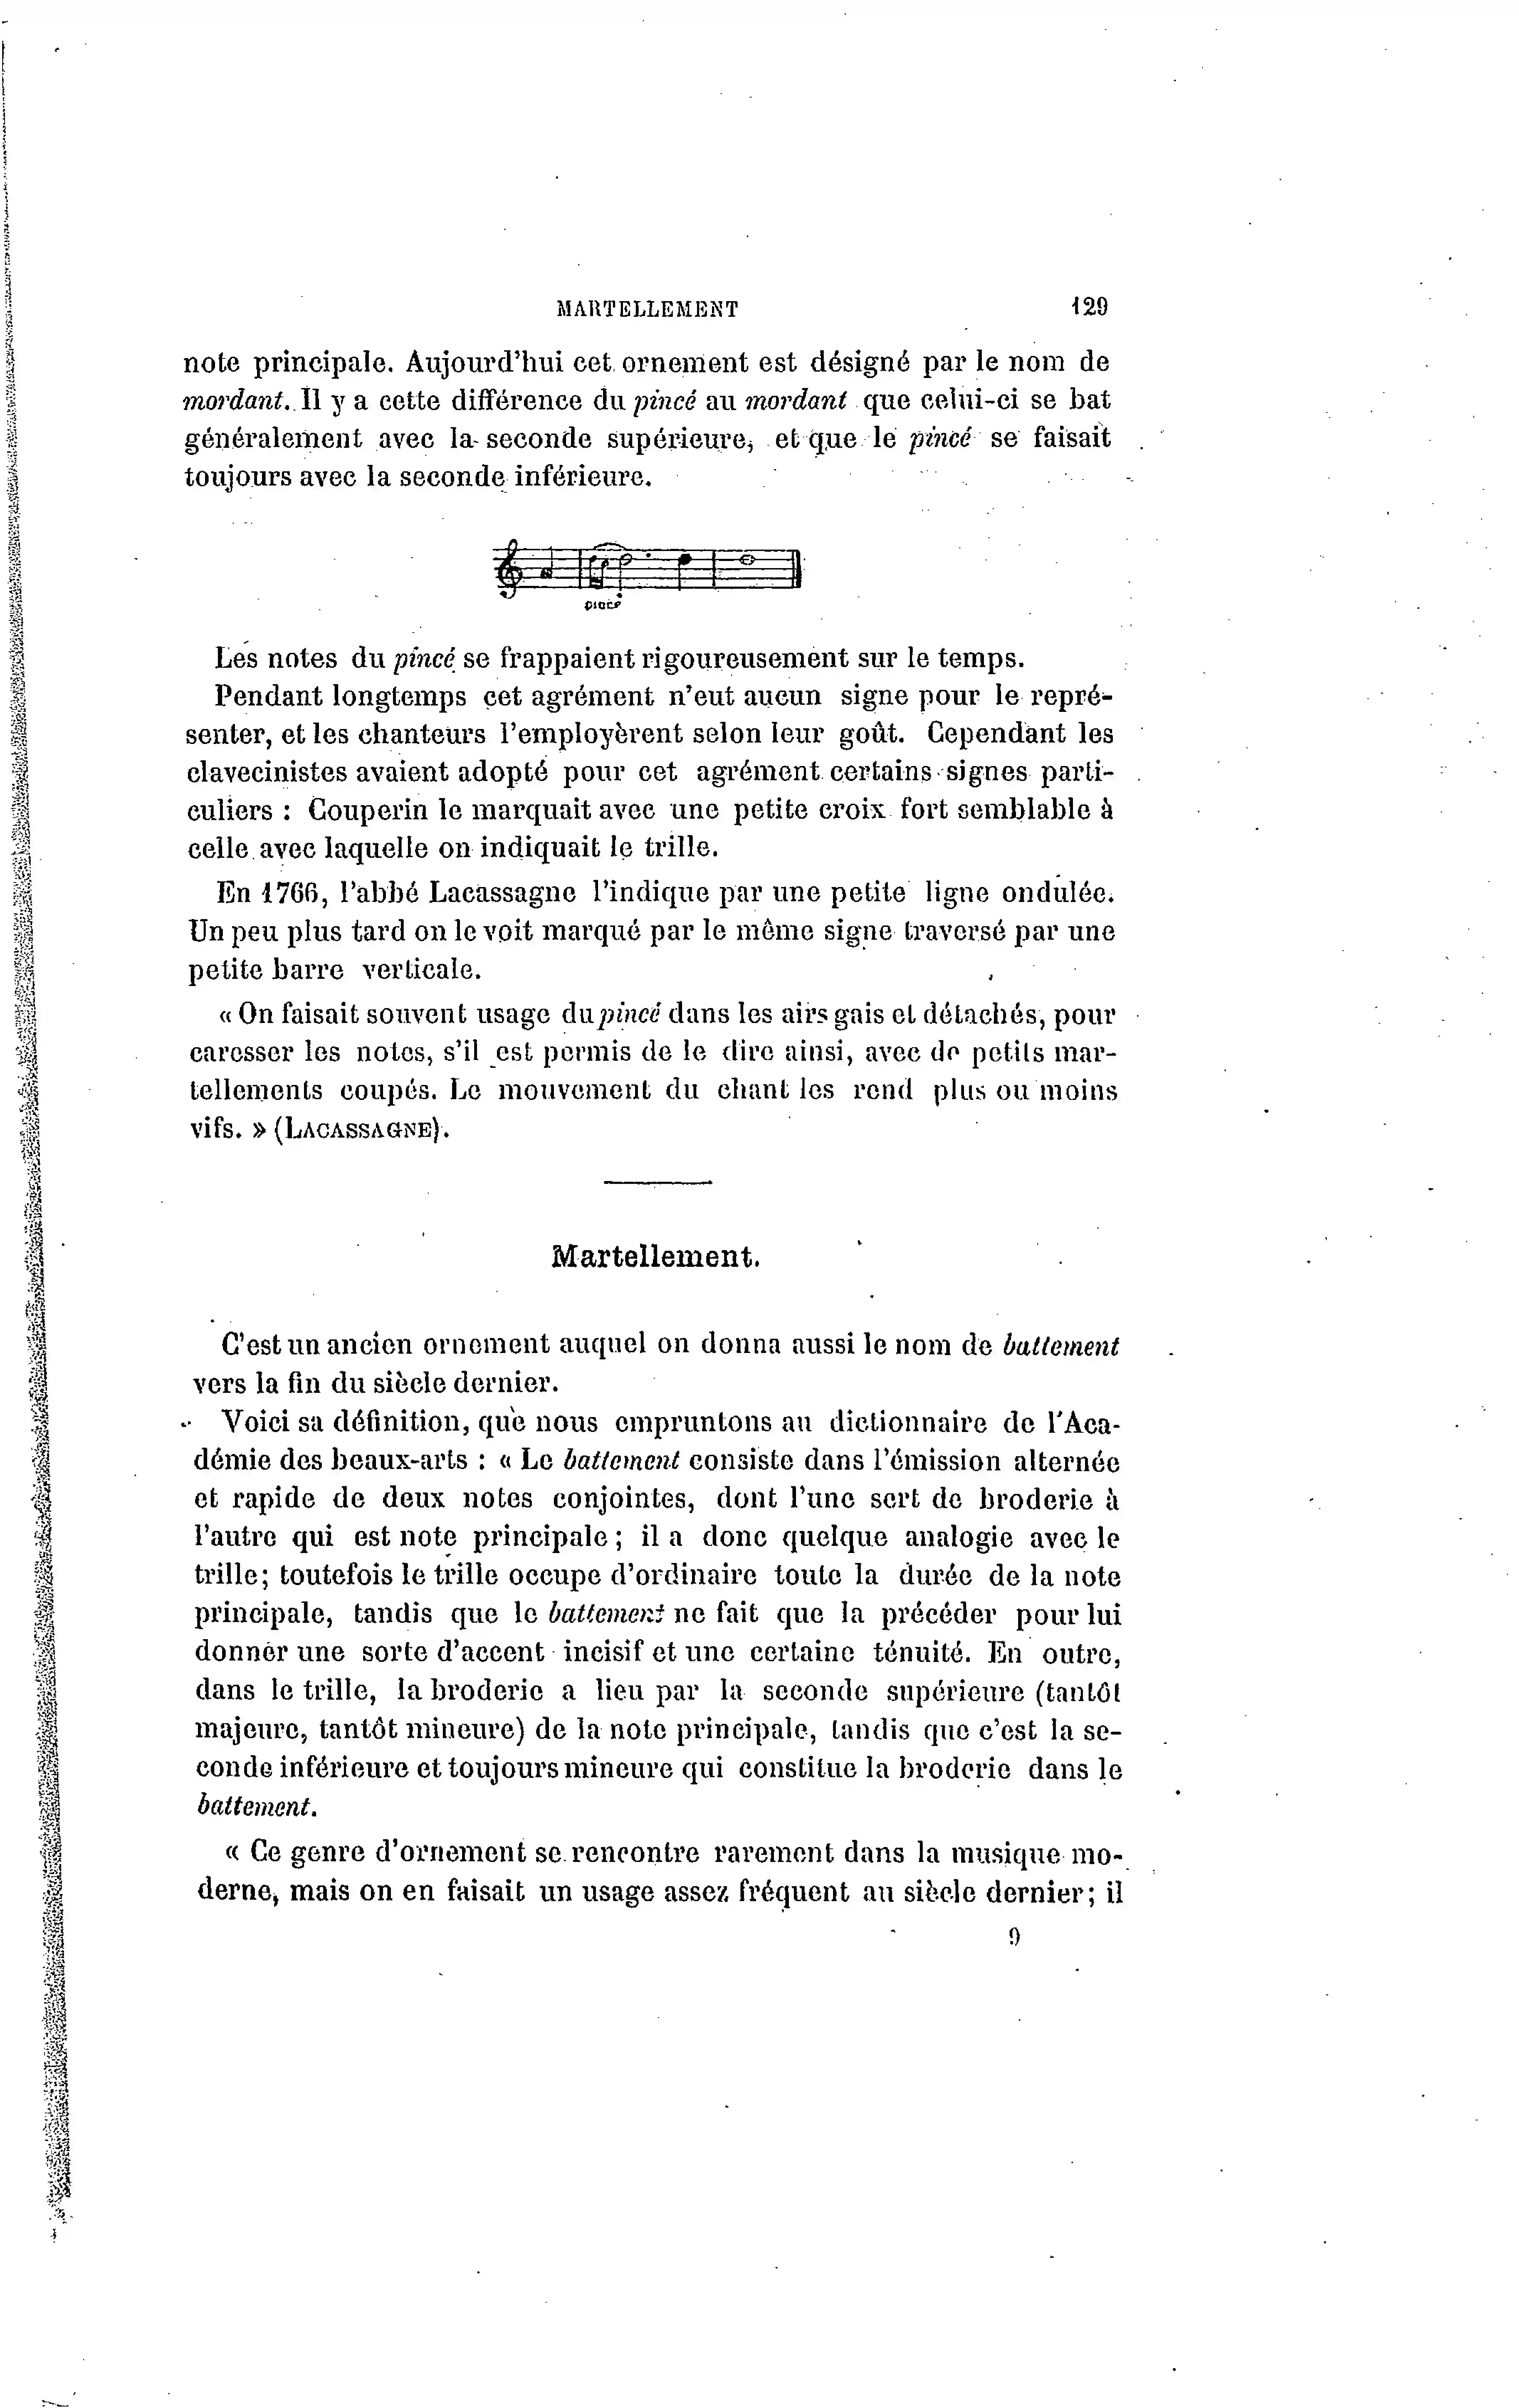 MARTELLEMENT 129
note principale. Aujourd'hui cet ornement est désigné par le nom de
mordant. Il y a cette différence du pincé au mordant que celui-ci se bat
généralement avec la seconde supérieure, et que le pincé se faisait
toujours avec la seconde inférieure.
pincé
Les notes du pincé se frappaient rigoureusement sur le temps.
Pendant longtemps cet agrément n'eut aucun signe pour le repré-
senter, et les chanteurs l'employèrent selon leur goût. Cependant les
clavecinistes avaient adopté pour cet agrément certains signes parti-
culiers : Couperin le marquait avec une petite croix fort semblable à
celle avec laquelle on indiquait le trille.
En 1766, l'abbé Lacassagne l'indique par une petite ligne ondulée.
Un peu plus tard on le voit marqué par le même signe traversé par une
petite barre verticale.
« On faisait souvent usage du pincé dans les airs gais et détachés, pour
caresser les notes, s'il est permis de le dire ainsi, avec de petits mar-
tellements coupés. Le mouvement du chant les rend plus ou moins
vifs. » (LACASSAGNE).
Martellement.
C'est un ancien ornement auquel on donna aussi le nom de battement
vers la fin du siècle dernier.
Voici sa définition, que nous empruntons au dictionnaire de l'Aca-
démie des beaux-arts : « Le battement consiste dans l'émission alternée
et rapide de deux notes conjointes, dont l'une sert de broderie à
l'autre qui est note principale ; il a donc quelque analogie avec le
trille; toutefois le trille occupe d'ordinaire toute la durée de la note
principale, tandis que le battement ne fait que la précéder pour lui
donner une sorte d'accent incisif et une certaine ténuité. En outre,
dans le trille, la broderie a lieu par la seconde supérieure (tantôt
majeure, tantôt mineure) de la note principale, tandis que c'est la se-
conde inférieure et toujours mineure qui constitue la broderie dans le
battement.
« Ce genre d'ornement se rencontre rarement dans la musique mo-
derne, mais on en faisait un usage assez fréquent au siècle dernier; il
9